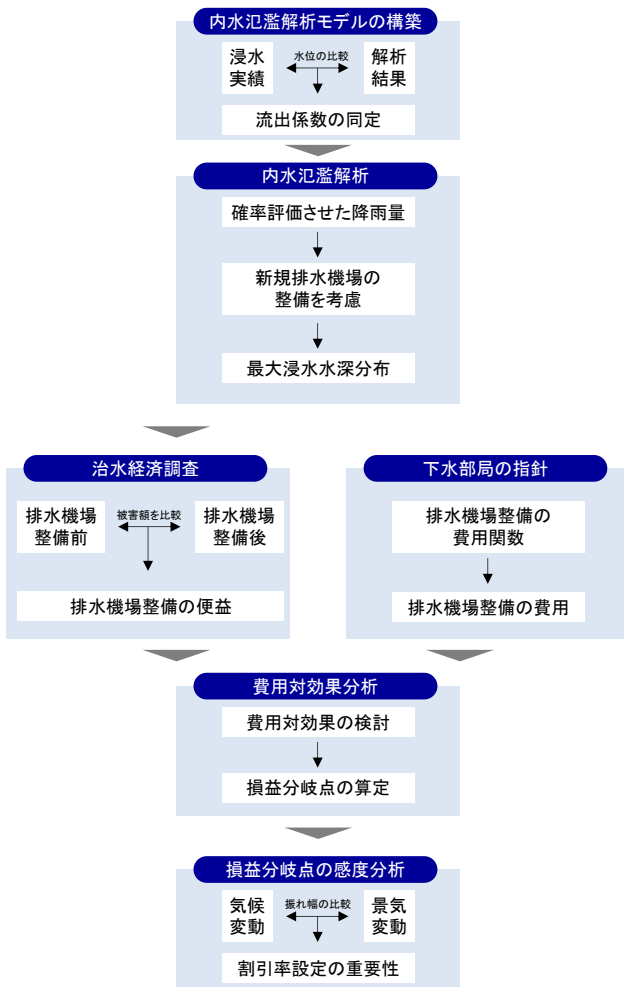 内水氾濫解析モデルの構築
浸水
実績
水位の比較
解析
結果
流出係数の同定
内水氾濫解析
確率評価させた降雨量
新規排水機場の
整備を考慮
最大浸水水深分布
治水経済調査
排水機場
整備前
被害額を比較
排水機場
整備後
排水機場整備の便益
下水部局の指針
排水機場整備の
費用関数
排水機場整備の費用
費用対効果分析
費用対効果の検討
損益分岐点の算定
損益分岐点の感度分析
気候
変動
振れ幅の比較
景気
変動
割引率設定の重要性